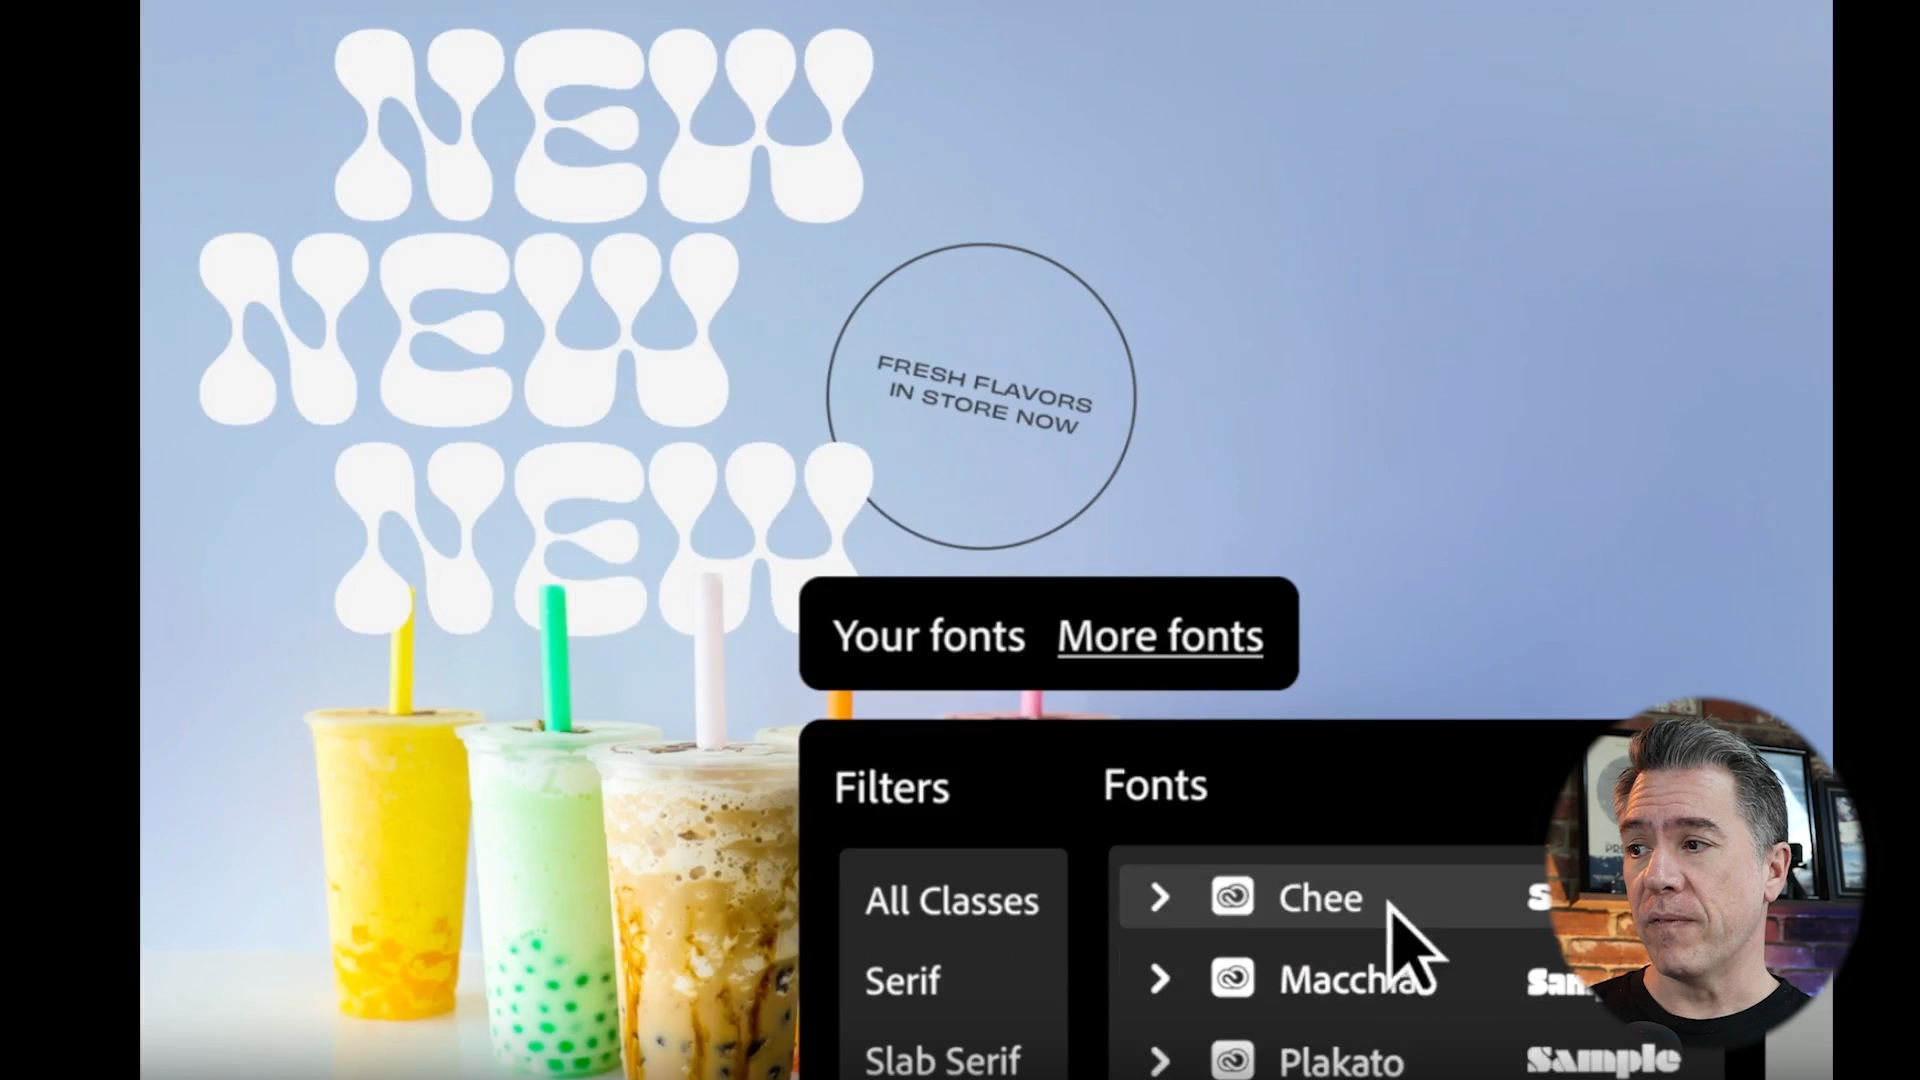 NEW
NEW
NEW
FRESH FLAVORS
IN STORE NOW
Your fonts More fonts
Filters
Fonts
All Classes
Serif
Slab Serif
Chee
Macchia
Plakato
Sample